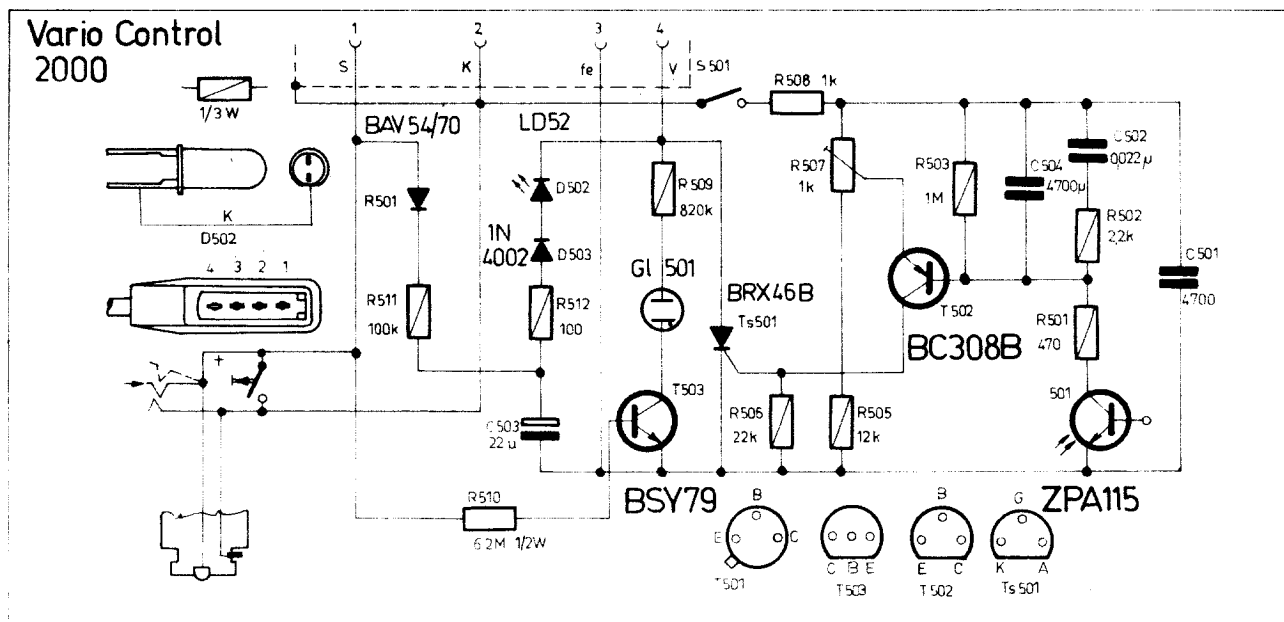 Vario Control
2000
1 2 3 4
S K fe V
S 501
1/3 W
BAV 54/70
LD52
R508 1k
R507
1k
R503
1M
C504
4700µ
C502
0,022µ
R501
D502
R509
820k
R502
2,2k
K
D502
1N
4002
D503
4 3 2 1
R511
100k
R512
100
Gl 501
BRX46B
Ts501
T502
BC308B
R501
470
C501
4700
+
T503
C503
22µ
R506
22k
R505
12k
501
R510
6.2M 1/2W
BSY79
ZPA115
B
E C
T501
C B E
T503
B
E C
T502
G
K A
Ts 501